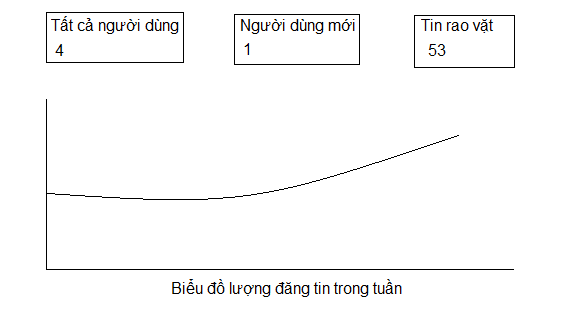 Tất cả người dùng
4
Người dùng mới
1
Tin rao vặt
53
Biểu đồ lượng đăng tin trong tuần